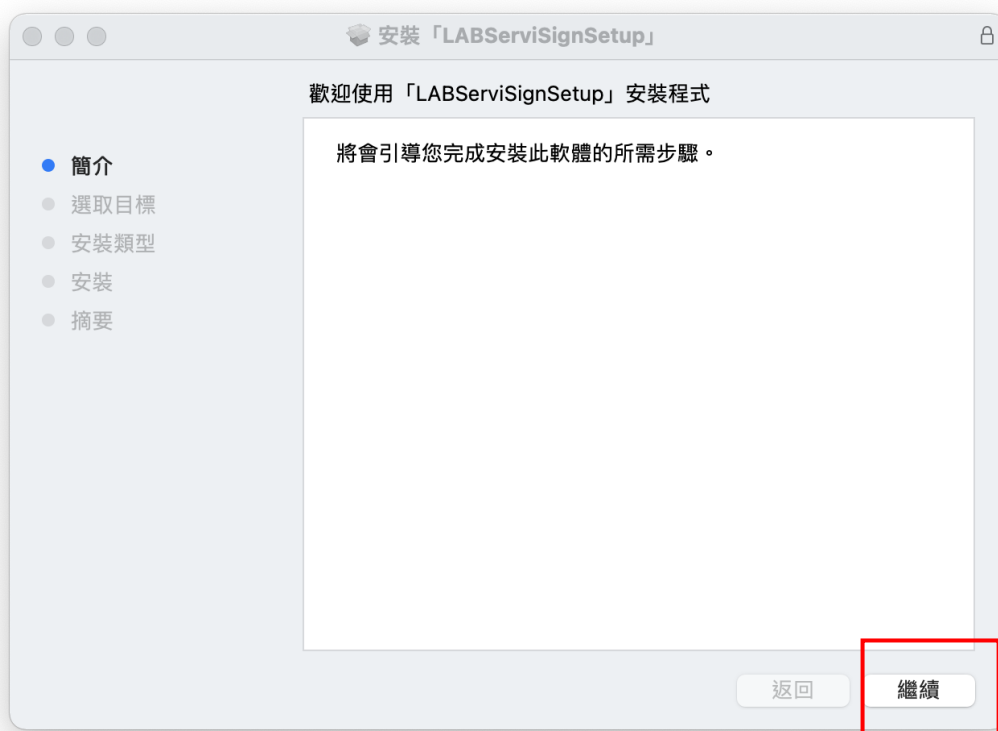 安裝「LABServiSignSetup」
歡迎使用「LABServiSignSetup」安裝程式
簡介
選取目標
安裝類型
安裝
摘要
將會引導您完成安裝此軟體的所需步驟。
返回
繼續